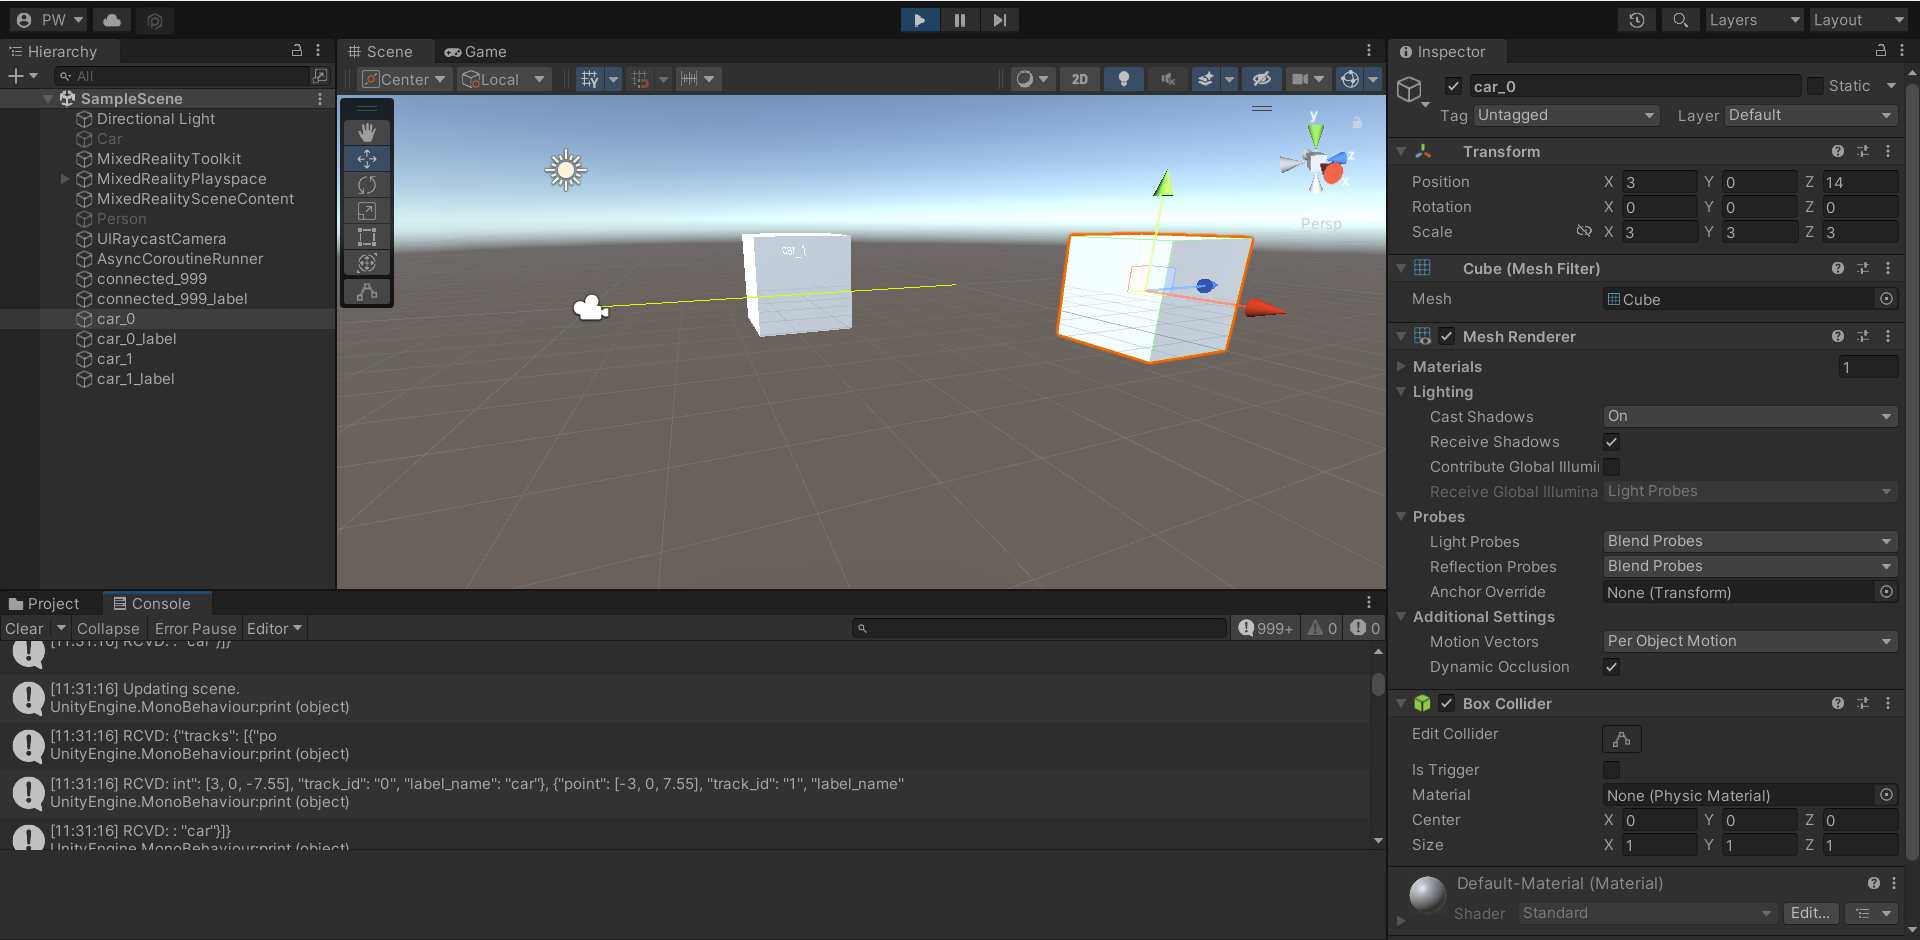 PW
Layers
Layout
Hierarchy
All
SampleScene
Directional Light
Car
MixedRealityToolkit
MixedRealityPlayspace
MixedRealitySceneContent
Person
UIRaycastCamera
AsyncCoroutineRunner
connected_999
connected_999_label
car_0
car_0_label
car_1
car_1_label
Scene
Game
Center
Local
2D
y
z
x
Persp
car_1
Project
Console
Clear
Collapse
Error Pause
Editor
999+
0
0
[11:31:16] RCVD: : "car"}]}
[11:31:16] Updating scene.
UnityEngine.MonoBehaviour:print (object)
[11:31:16] RCVD: {"tracks": [{"po
UnityEngine.MonoBehaviour:print (object)
[11:31:16] RCVD: int": [3, 0, -7.55], "track_id": "0", "label_name": "car"}, {"point": [-3, 0, 7.55], "track_id": "1", "label_name"
UnityEngine.MonoBehaviour:print (object)
[11:31:16] RCVD: : "car"}]}
UnityEngine.MonoBehaviour:print (object)
Inspector
car_0
Static
Tag Untagged
Layer Default
Transform
Position X 3 Y 0 Z 14
Rotation X 0 Y 0 Z 0
Scale X 3 Y 3 Z 3
Cube (Mesh Filter)
Mesh Cube
Mesh Renderer
Materials 1
Lighting
Cast Shadows On
Receive Shadows
Contribute Global Illumi
Receive Global Illumina Light Probes
Probes
Light Probes Blend Probes
Reflection Probes Blend Probes
Anchor Override None (Transform)
Additional Settings
Motion Vectors Per Object Motion
Dynamic Occlusion
Box Collider
Edit Collider
Is Trigger
Material None (Physic Material)
Center X 0 Y 0 Z 0
Size X 1 Y 1 Z 1
Default-Material (Material)
Shader Standard
Edit...